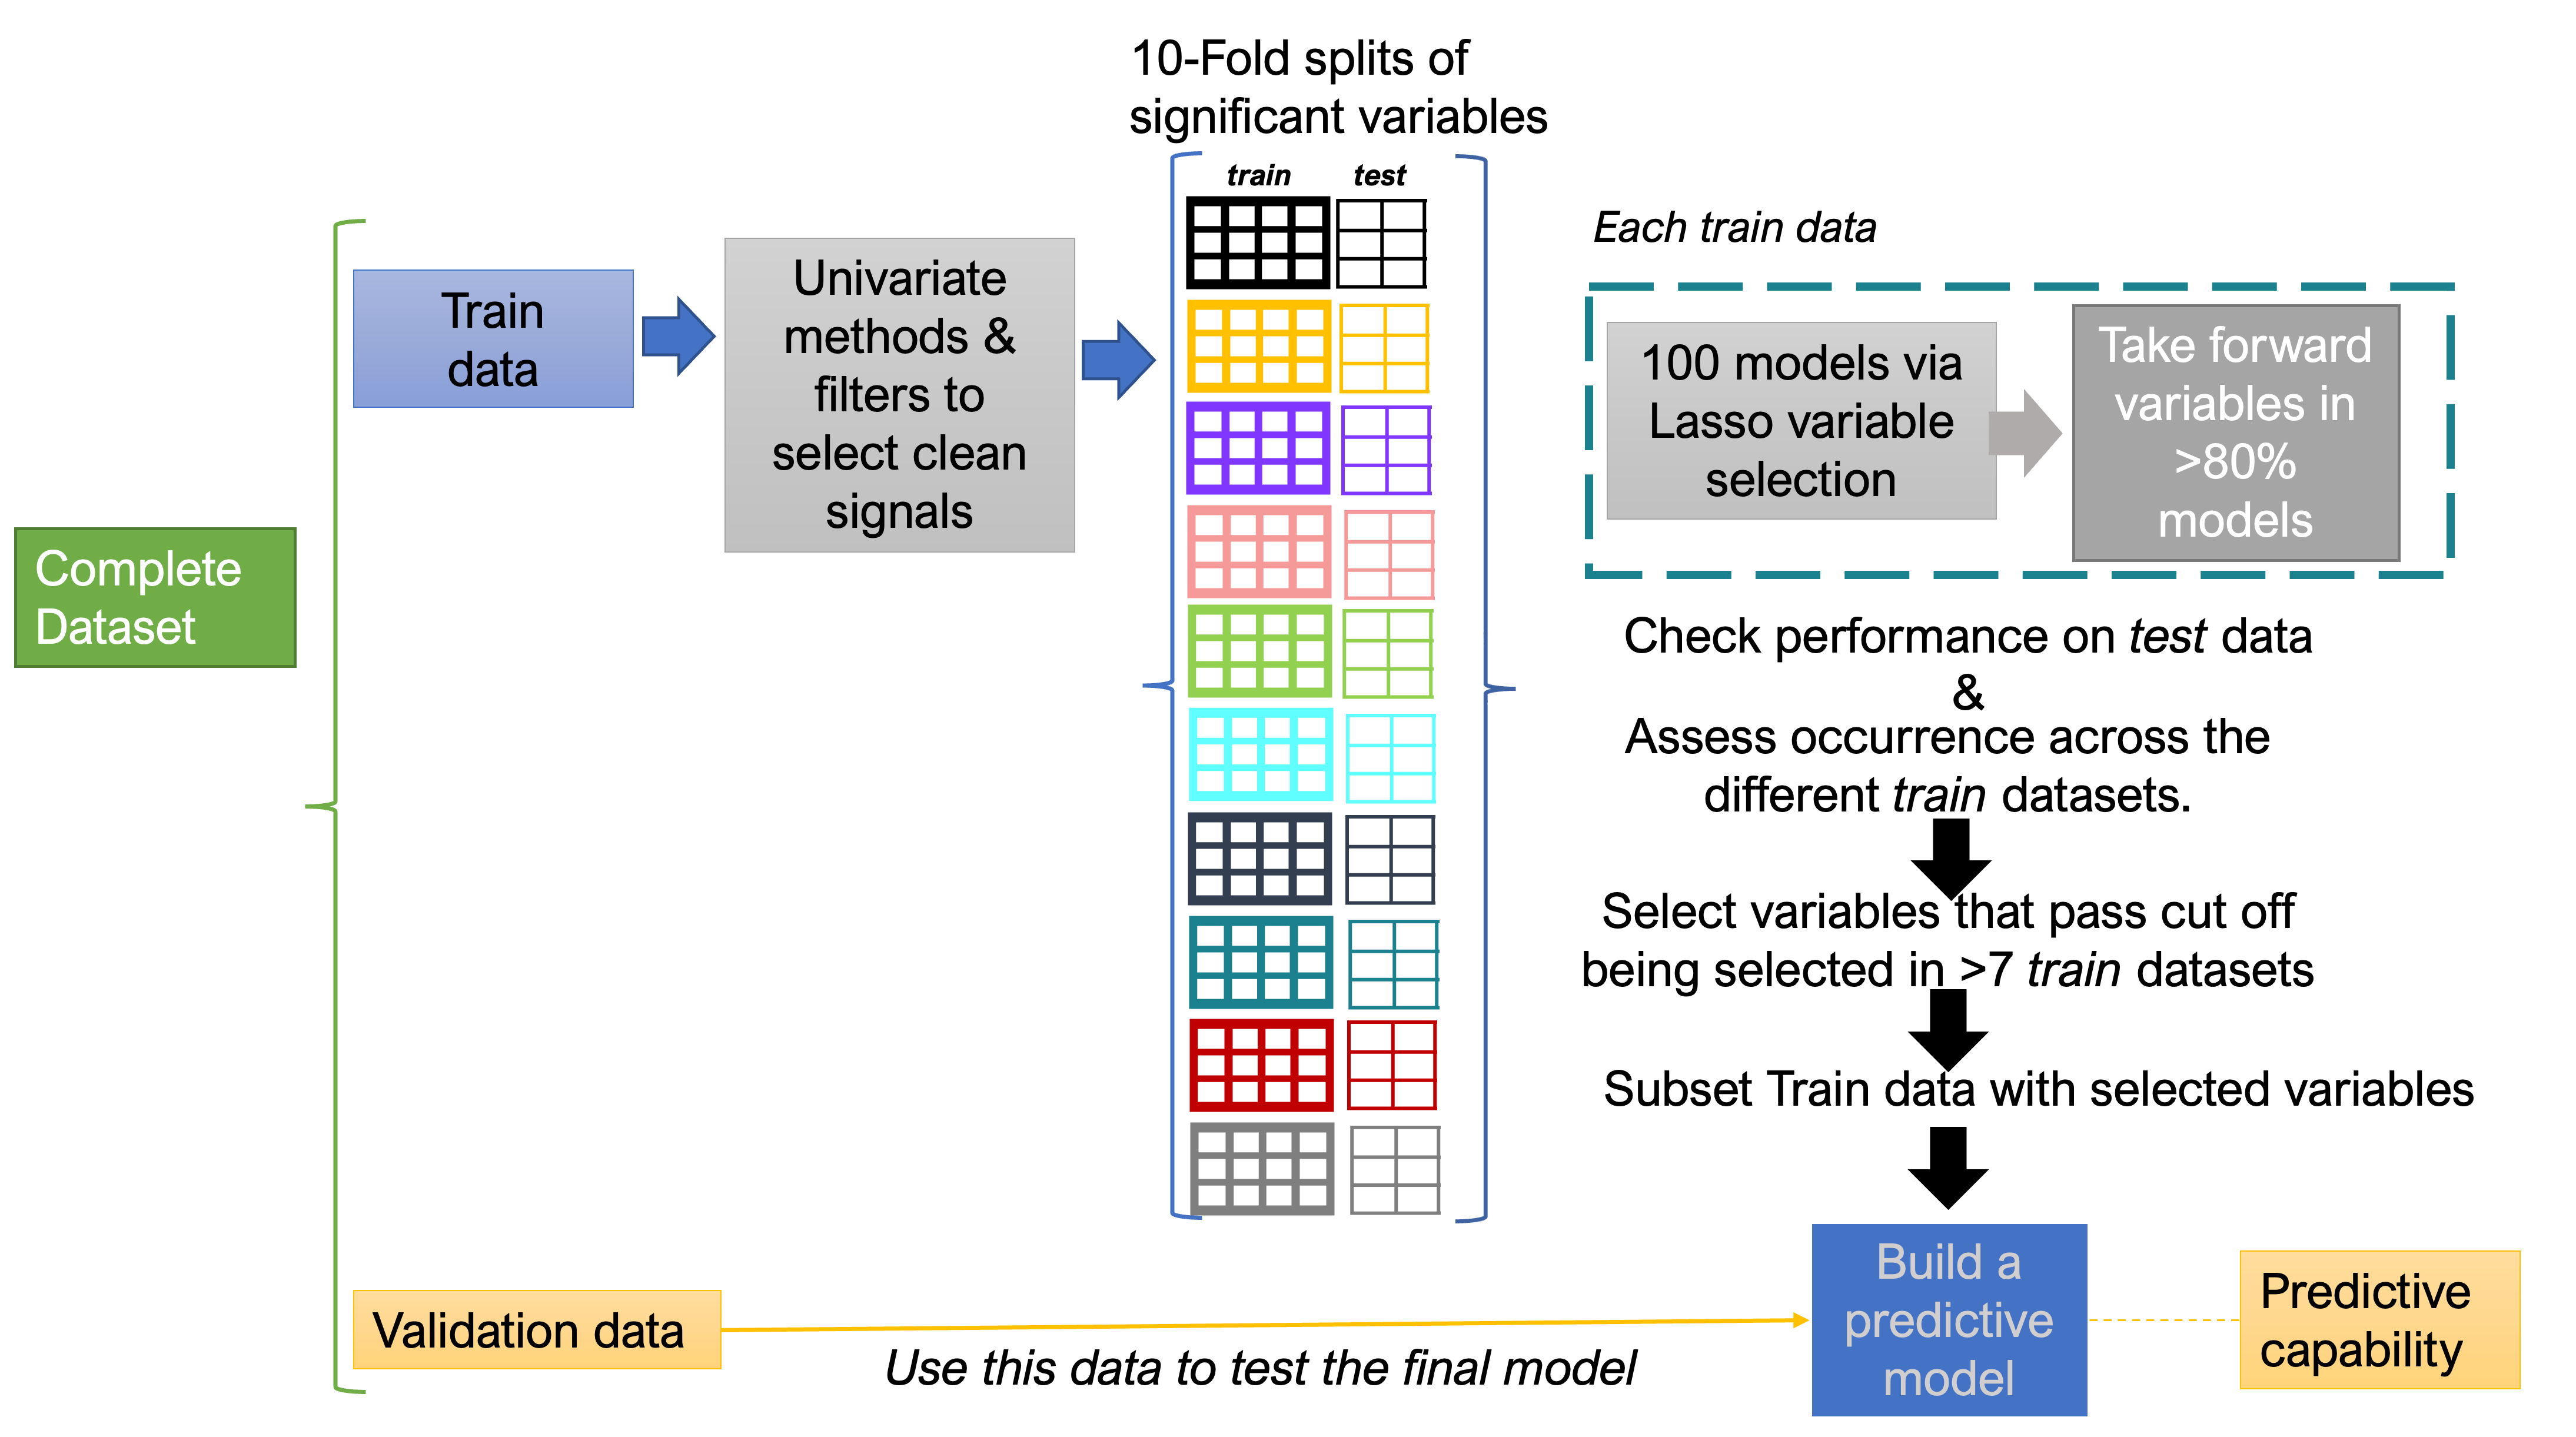 10-Fold splits of
significant variables
train test
Complete
Dataset
Train
data
Univariate
methods &
filters to
select clean
signals
Each train data
100 models via
Lasso variable
selection
Take forward
variables in
>80%
models
Check performance on test data
&
Assess occurrence across the
different train datasets.
Select variables that pass cut off
being selected in >7 train datasets
Subset Train data with selected variables
Build a
predictive
model
Validation data
Use this data to test the final model
Predictive
capability